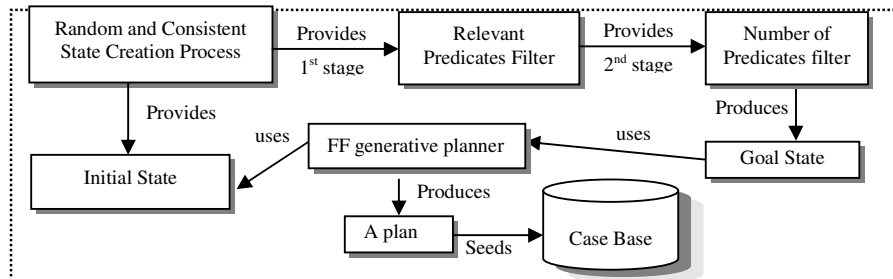 Random and Consistent
State Creation Process
Provides
1st stage
Relevant
Predicates Filter
Provides
2nd stage
Number of
Predicates filter
Provides
Produces
uses
FF generative planner
uses
Initial State
Goal State
Produces
A plan
Seeds
Case Base